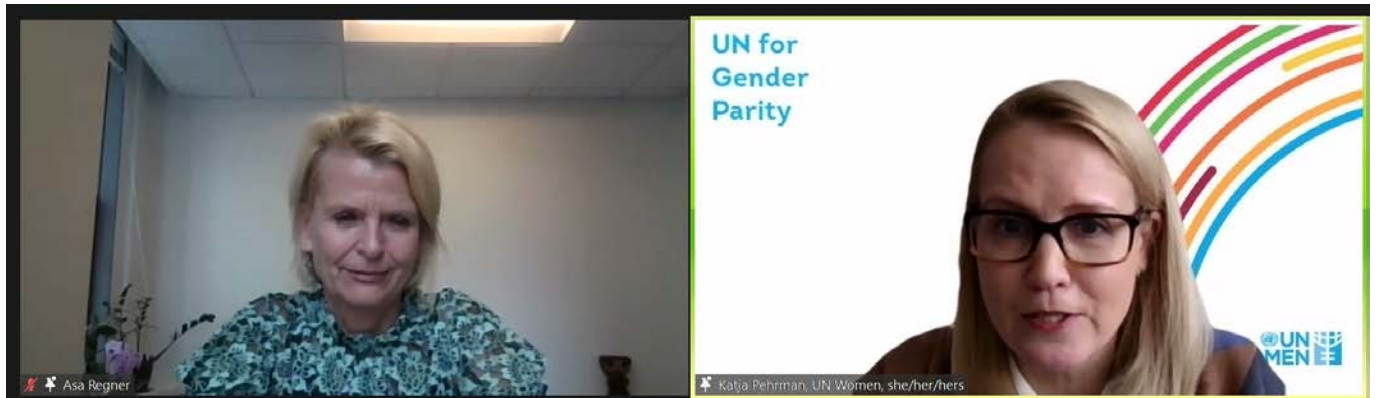 Asa Regner
UN for
Gender
Parity
UN
MEN
Katja Pehrman, UN Women, she/her/hers